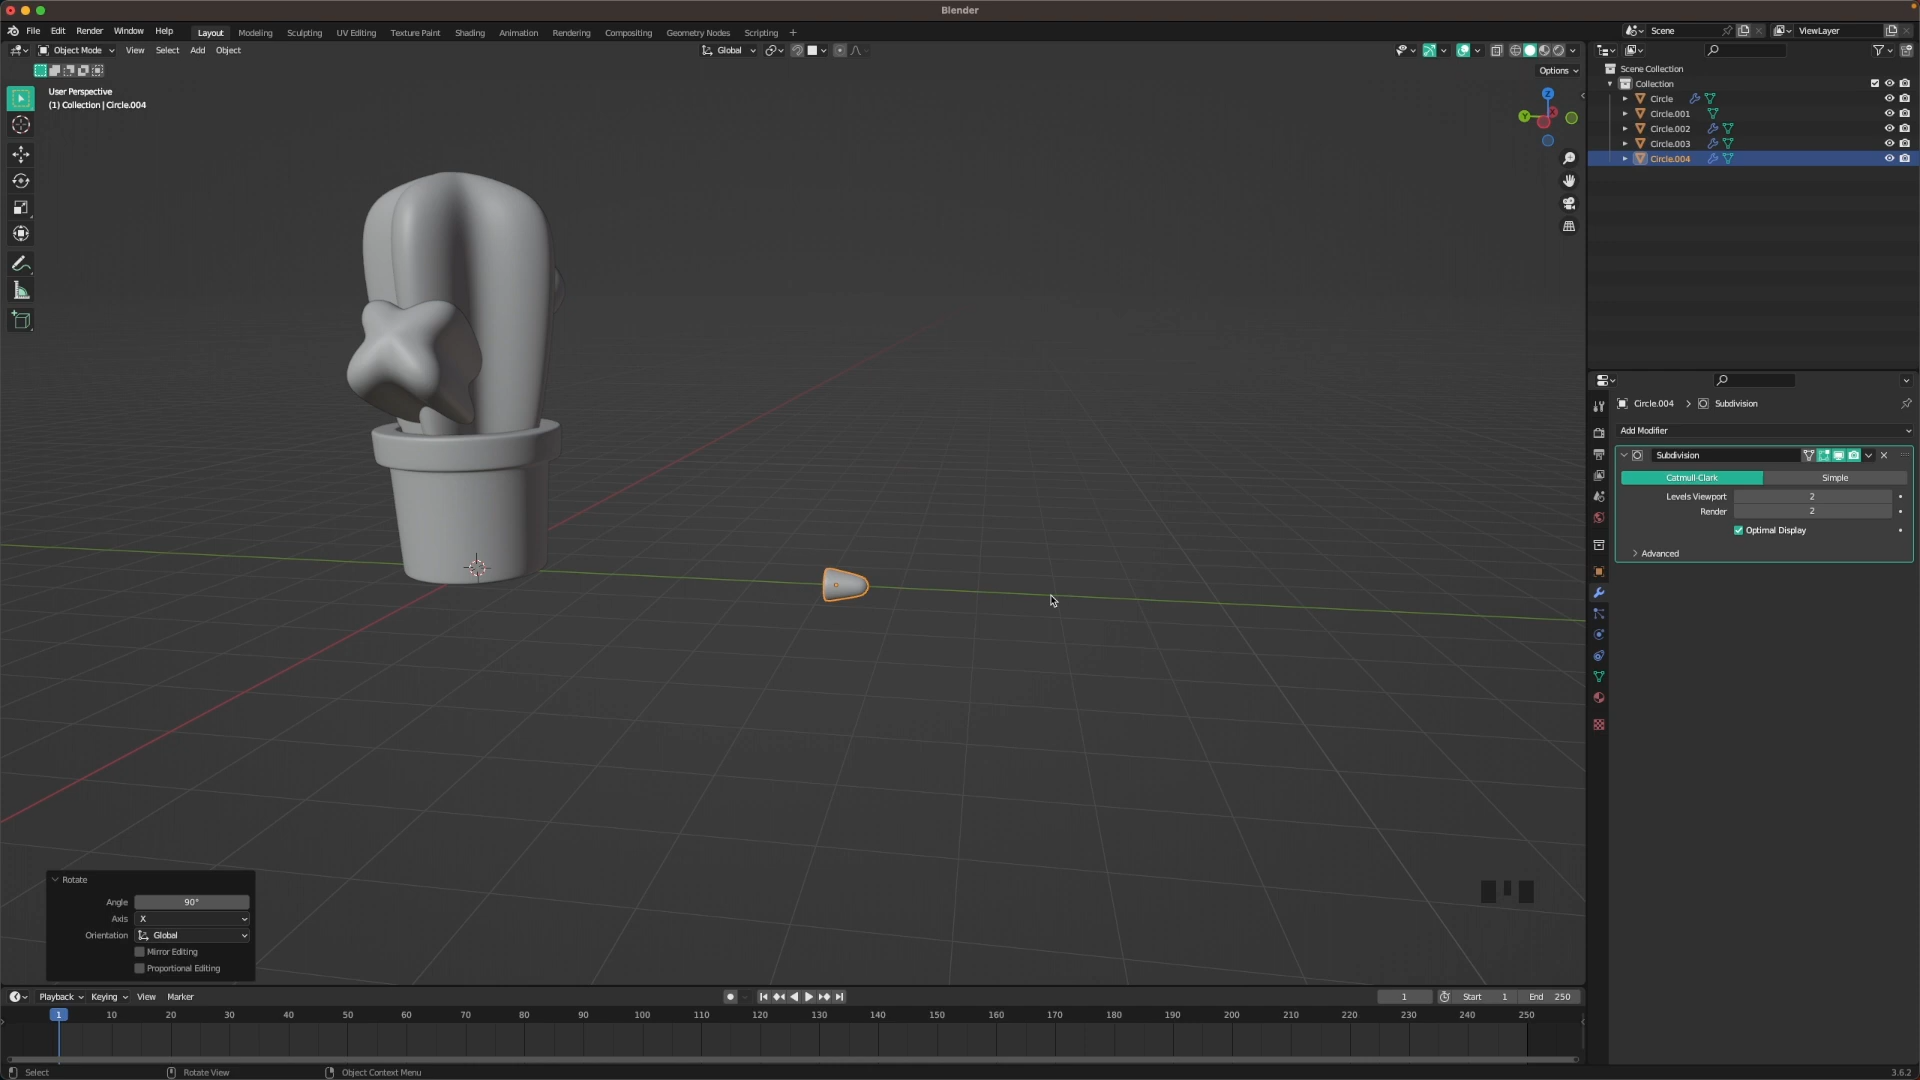 Blender
File Edit Render Window Help Layout Modeling Sculpting UV Editing Texture Paint Shading Animation Rendering Compositing Geometry Nodes Scripting + Scene ViewLayer
Object Mode View Select Add Object Global
Options
User Perspective
(1) Collection | Circle.004
Z
Y
Scene Collection
Collection
Circle
Circle.001
Circle.002
Circle.003
Circle.004
Circle.004 > Subdivision
Add Modifier
Subdivision
Catmull-Clark Simple
Levels Viewport 2
Render 2
Optimal Display
Advanced
Rotate
Angle 90°
Axis X
Orientation Global
Mirror Editing
Proportional Editing
Playback Keying View Marker 1 Start 1 End 250
1 10 20 30 40 50 60 70 80 90 100 110 120 130 140 150 160 170 180 190 200 210 220 230 240 250
Select Rotate View Object Context Menu 3.6.2